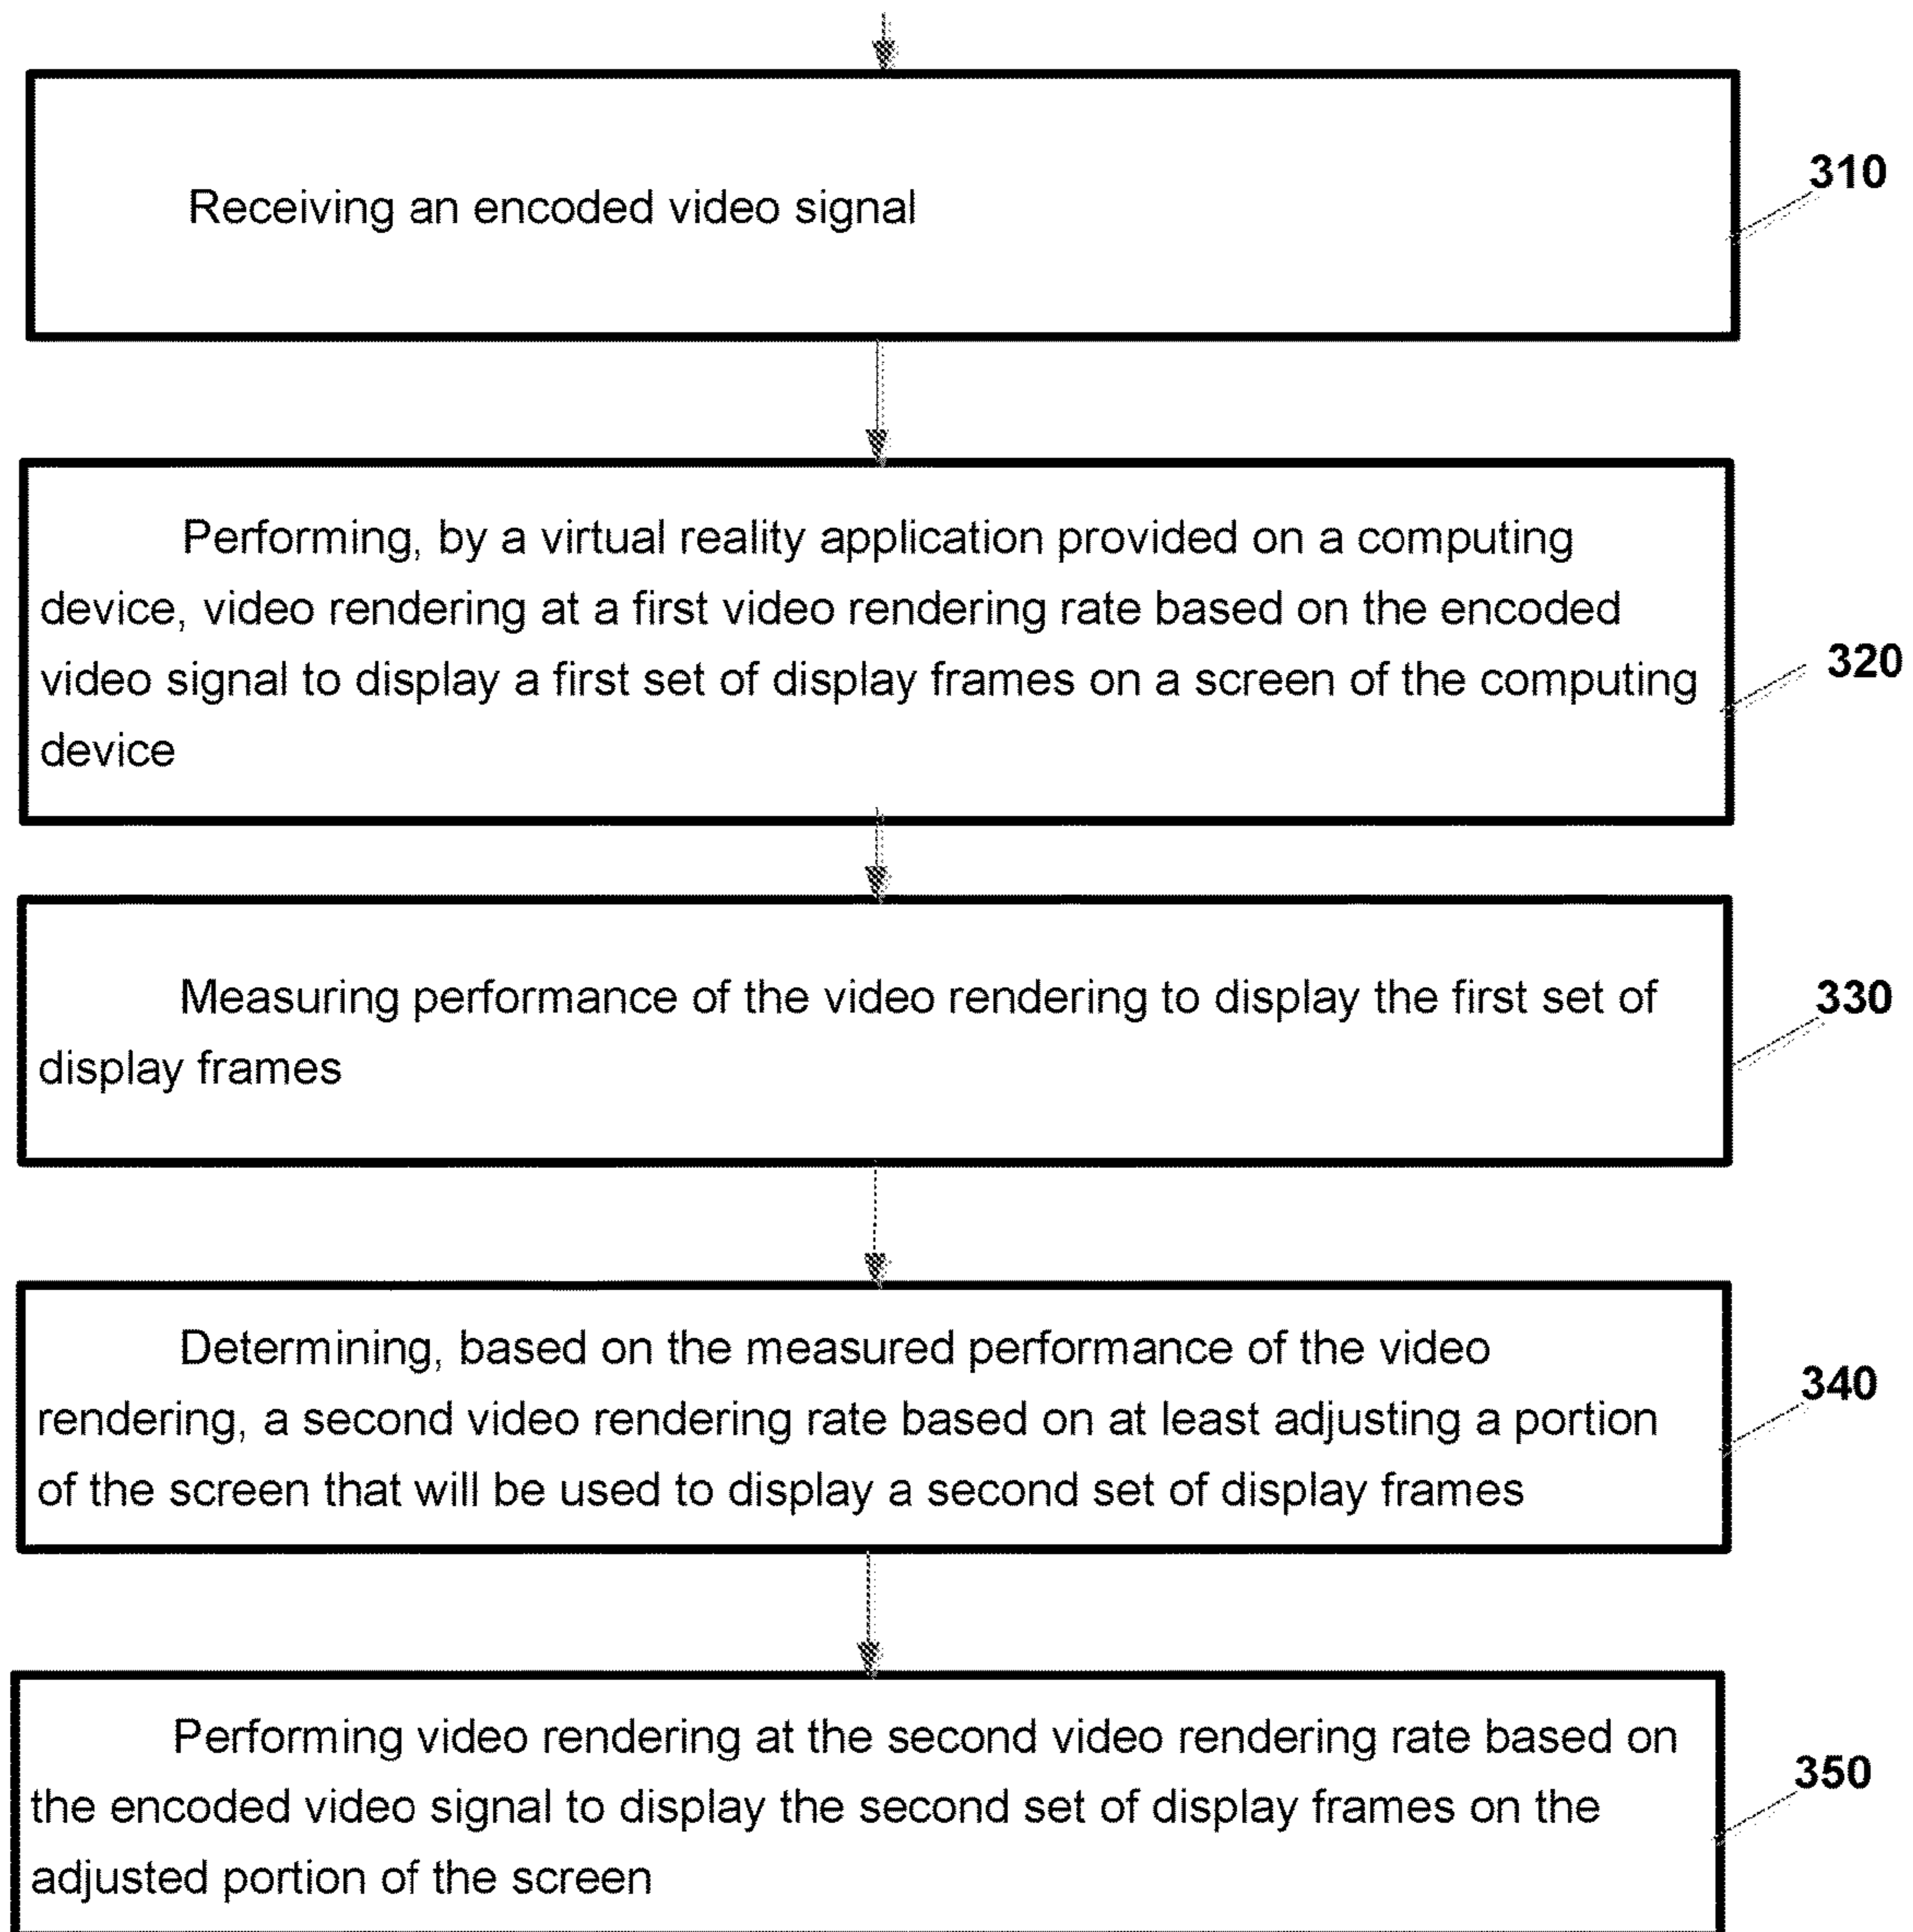 Receiving an encoded video signal
310
Performing, by a virtual reality application provided on a computing
device, video rendering at a first video rendering rate based on the encoded
video signal to display a first set of display frames on a screen of the computing
device
320
Measuring performance of the video rendering to display the first set of
display frames
330
Determining, based on the measured performance of the video
rendering, a second video rendering rate based on at least adjusting a portion
of the screen that will be used to display a second set of display frames
340
Performing video rendering at the second video rendering rate based on
the encoded video signal to display the second set of display frames on the
adjusted portion of the screen
350